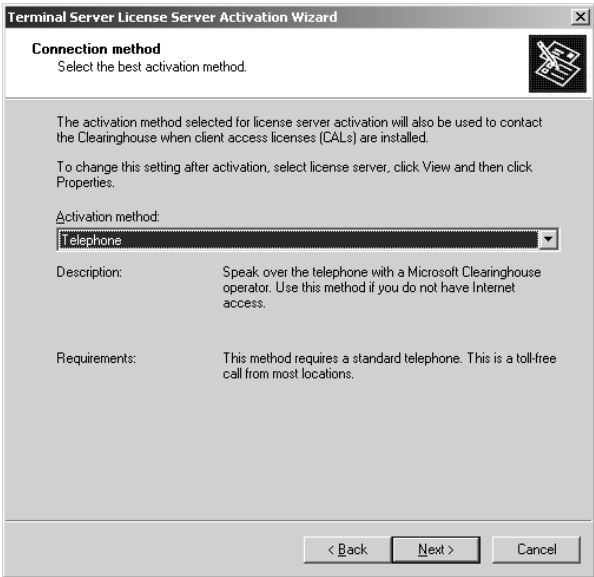 Terminal Server License Server Activation Wizard
Connection method
Select the best activation method.
The activation method selected for license server activation will also be used to contact
the Clearinghouse when client access licenses (CALs) are installed.
To change this setting after activation, select license server, click View and then click
Properties.
Activation method:
Telephone
Description: Speak over the telephone with a Microsoft Clearinghouse
operator. Use this method if you do not have Internet
access.
Requirements: This method requires a standard telephone. This is a toll-free
call from most locations.
< Back Next > Cancel